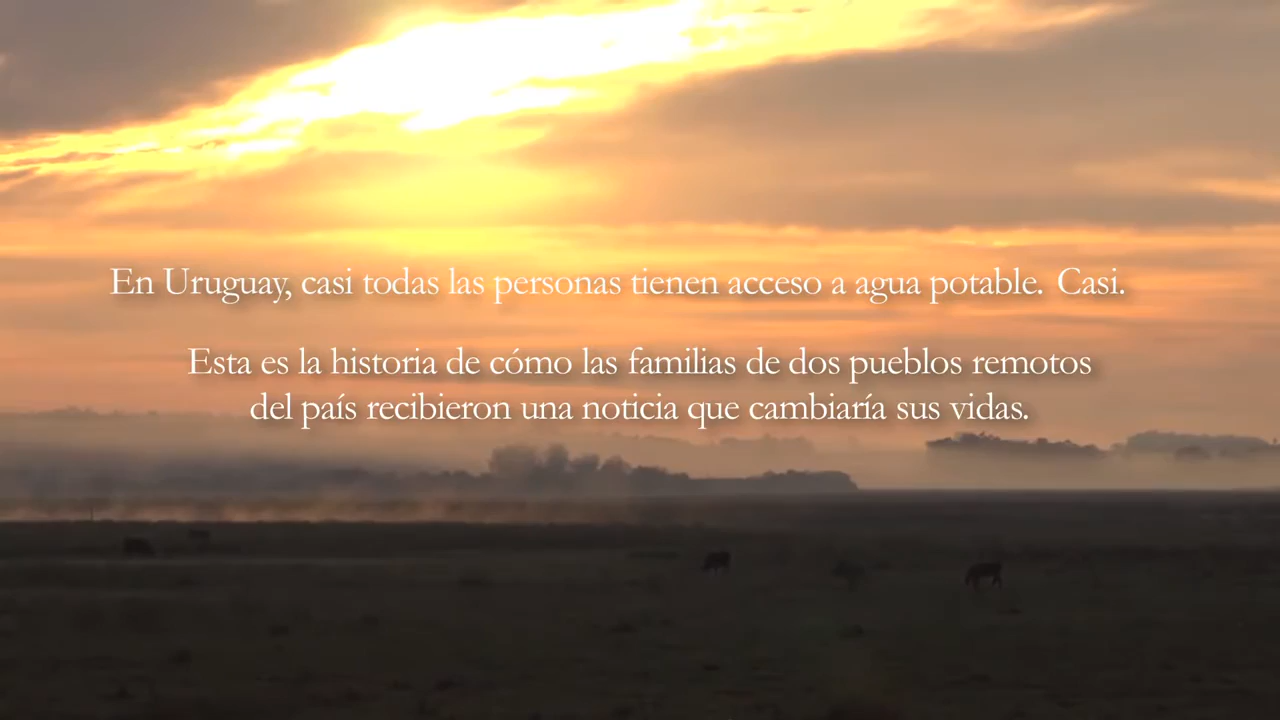 En Uruguay, casi todas las personas tienen acceso a agua potable. Casi.
Esta es la historia de cómo las familias de dos pueblos remotos
del país recibieron una noticia que cambiaría sus vidas.